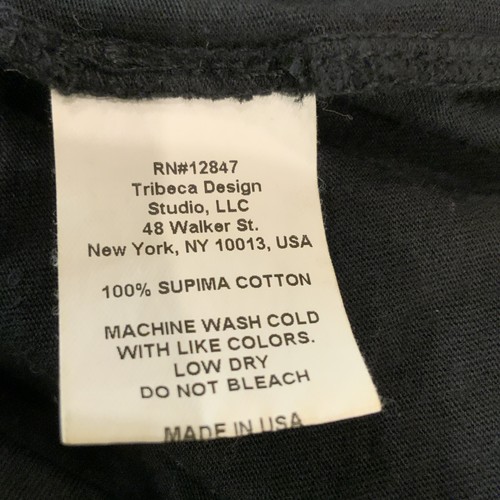 RN#12847
Tribeca Design
Studio, LLC
48 Walker St.
New York, NY 10013, USA
100% SUPIMA COTTON
MACHINE WASH COLD
WITH LIKE COLORS.
LOW DRY
DO NOT BLEACH
MADE IN USA